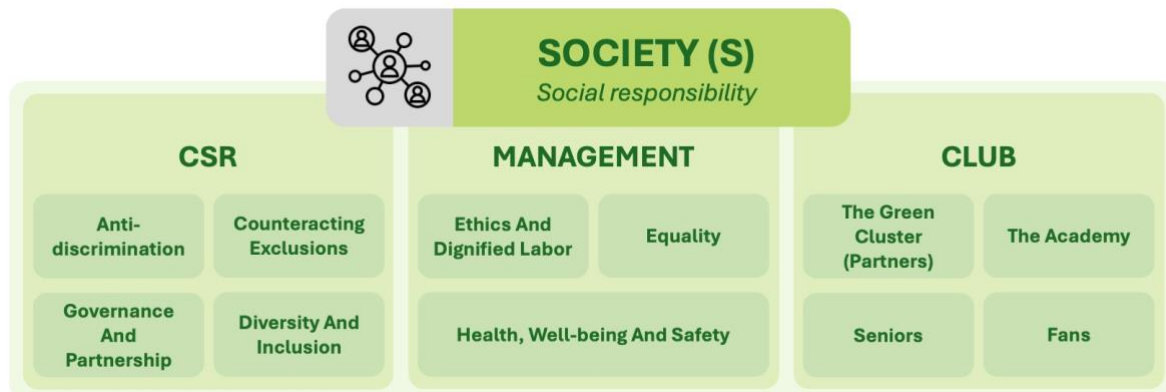 SOCIETY (S)
Social responsibility
CSR
Anti-
discrimination
Counteracting
Exclusions
Governance
And
Partnership
Diversity And
Inclusion
MANAGEMENT
Ethics And
Dignified Labor
Equality
Health, Well-being And Safety
CLUB
The Green
Cluster
(Partners)
The Academy
Seniors
Fans